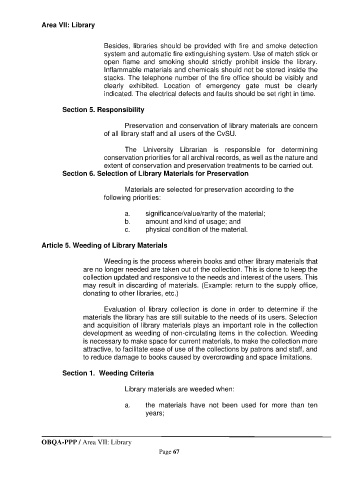 Area VII: Library
Besides, libraries should be provided with fire and smoke detection
system and automatic fire extinguishing system. Use of match stick or
open flame and smoking should strictly prohibit inside the library.
Inflammable materials and chemicals should not be stored inside the
stacks. The telephone number of the fire office should be visibly and
clearly exhibited. Location of emergency gate must be clearly
indicated. The electrical defects and faults should be set right in time.
Section 5. Responsibility
Preservation and conservation of library materials are concern
of all library staff and all users of the CvSU.
The University Librarian is responsible for determining
conservation priorities for all archival records, as well as the nature and
extent of conservation and preservation treatments to be carried out.
Section 6. Selection of Library Materials for Preservation
Materials are selected for preservation according to the
following priorities:
a. significance/value/rarity of the material;
b. amount and kind of usage; and
c. physical condition of the material.
Article 5. Weeding of Library Materials
Weeding is the process wherein books and other library materials that
are no longer needed are taken out of the collection. This is done to keep the
collection updated and responsive to the needs and interest of the users. This
may result in discarding of materials. (Example: return to the supply office,
donating to other libraries, etc.)
Evaluation of library collection is done in order to determine if the
materials the library has are still suitable to the needs of its users. Selection
and acquisition of library materials plays an important role in the collection
development as weeding of non-circulating items in the collection. Weeding
is necessary to make space for current materials, to make the collection more
attractive, to facilitate ease of use of the collections by patrons and staff, and
to reduce damage to books caused by overcrowding and space limitations.
Section 1. Weeding Criteria
Library materials are weeded when:
a. the materials have not been used for more than ten
years;
OBQA-PPP / Area VII: Library
Page 67